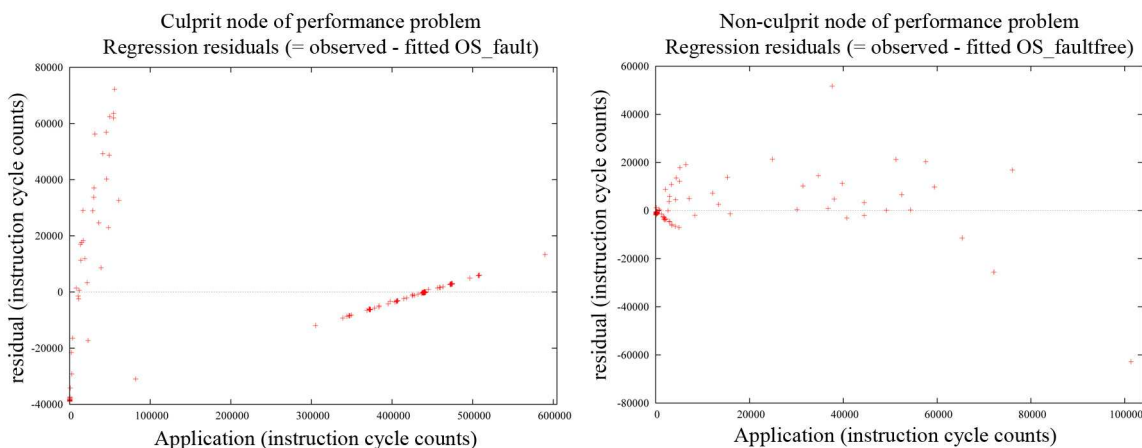 Culprit node of performance problem
Regression residuals (= observed - fitted OS_fault)
80000
60000
40000
20000
0
-20000
-40000
residual (instruction cycle counts)
0 100000 200000 300000 400000 500000 600000
Application (instruction cycle counts)
Non-culprit node of performance problem
Regression residuals (= observed - fitted OS_faultfree)
60000
40000
20000
0
-20000
-40000
-60000
-80000
residual (instruction cycle counts)
0 20000 40000 60000 80000 100000
Application (instruction cycle counts)